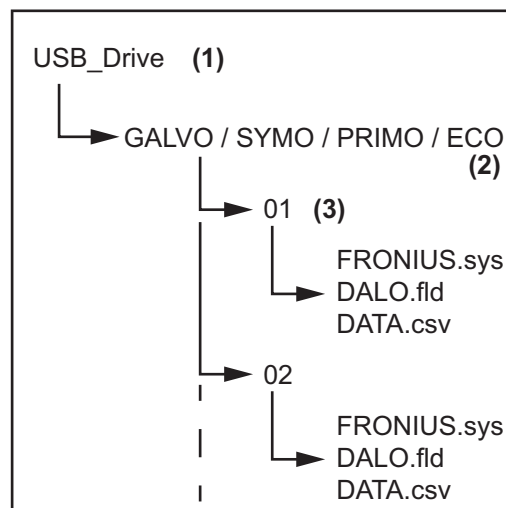 USB_Drive (1)
GALVO / SYMO / PRIMO / ECO
(2)
01 (3)
FRONIUS.sys
DALO.fld
DATA.csv
02
FRONIUS.sys
DALO.fld
DATA.csv